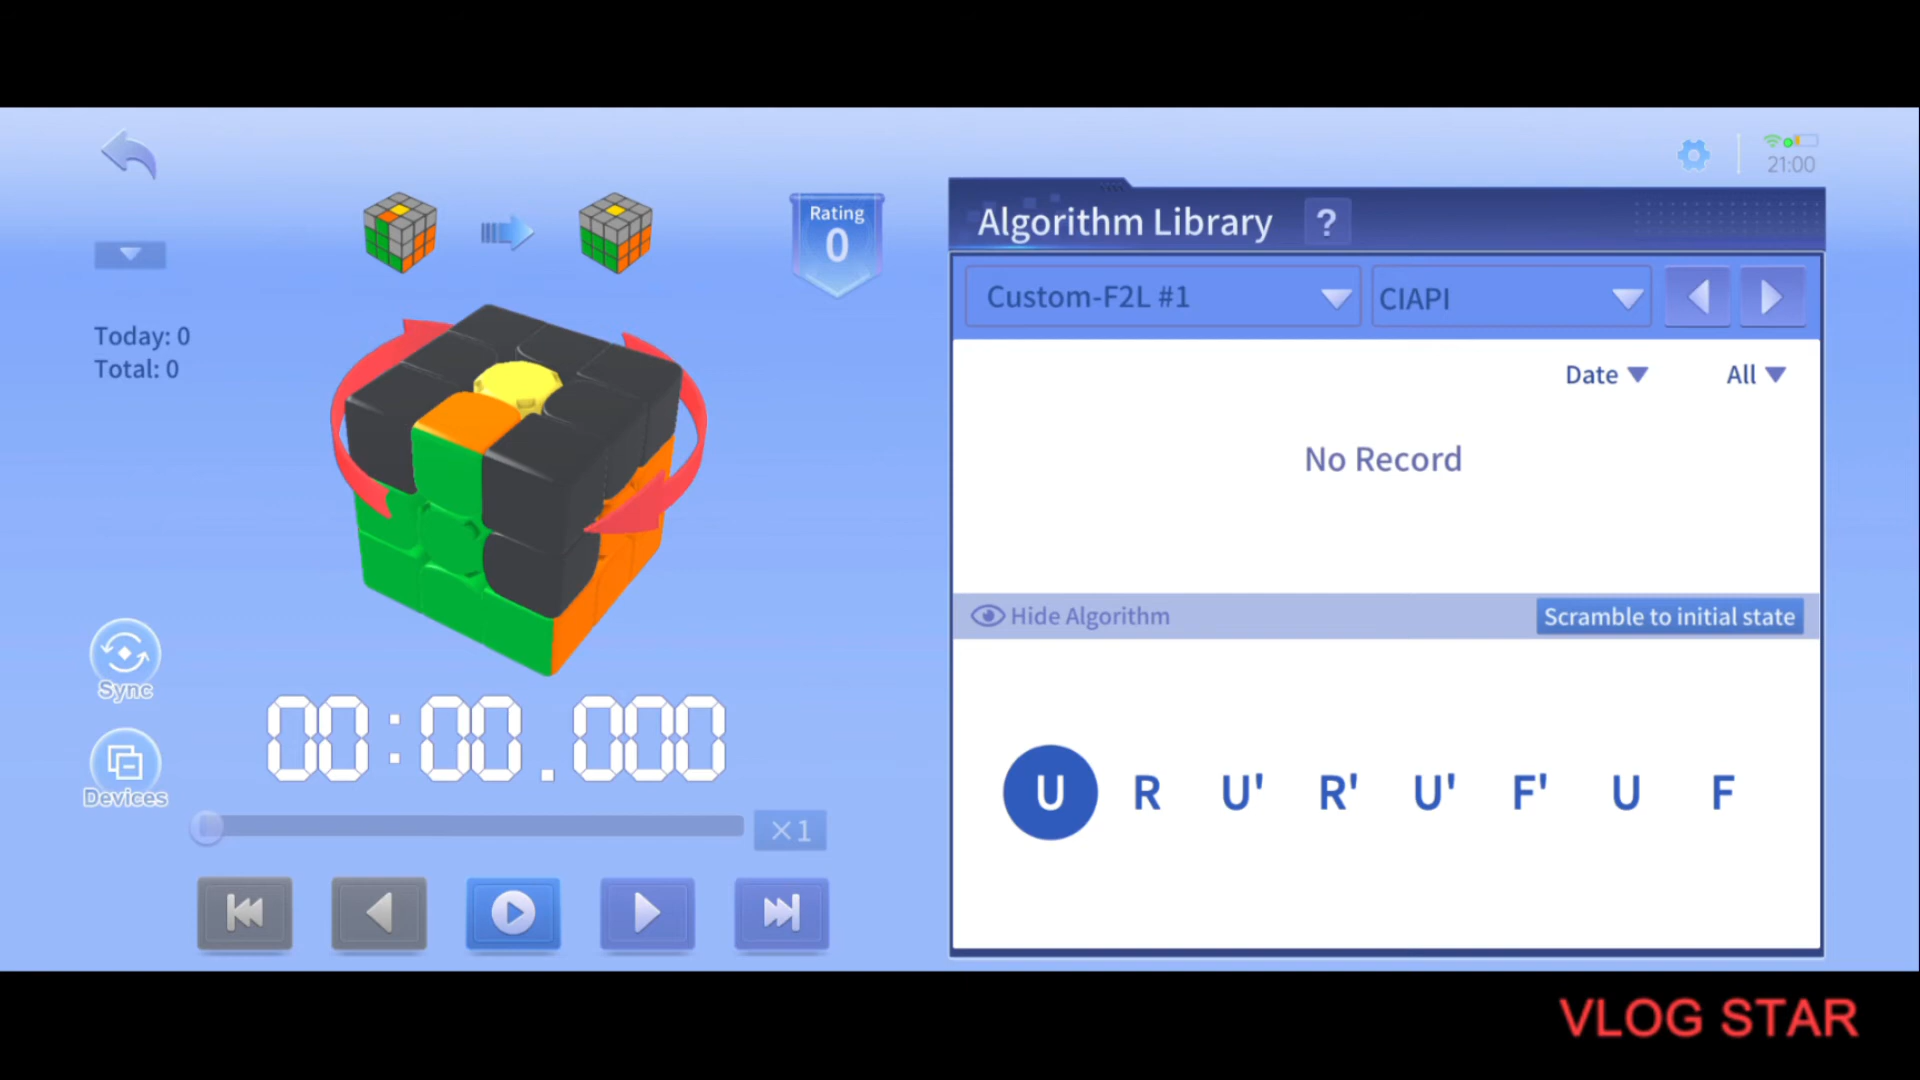 21:00
Rating
0
Algorithm Library ?
Custom-F2L #1
CIAPI
Today: 0
Total: 0
Date
All
No Record
Hide Algorithm
Scramble to initial state
Sync
00:00.000
U R U' R' U' F' U F
Devices
×1
VLOG STAR